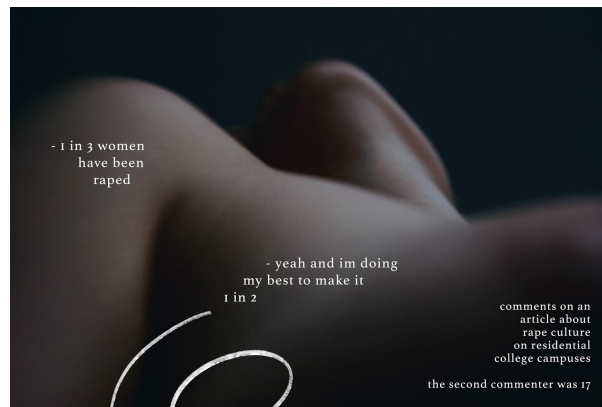 - 1 in 3 women
have been
raped
- yeah and im doing
my best to make it
1 in 2
comments on an
article about
rape culture
on residential
college campuses
the second commenter was 17